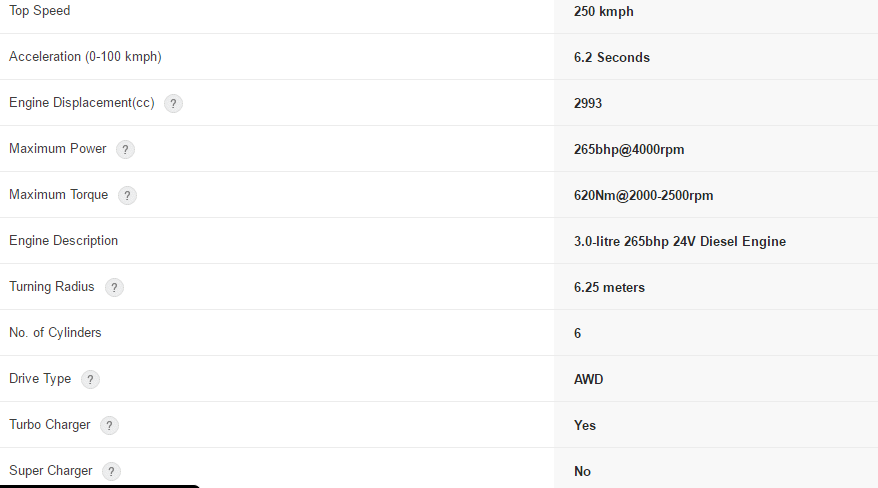 Top Speed 250 kmph
Acceleration (0-100 kmph) 6.2 Seconds
Engine Displacement(cc) ? 2993
Maximum Power ? 265bhp@4000rpm
Maximum Torque ? 620Nm@2000-2500rpm
Engine Description 3.0-litre 265bhp 24V Diesel Engine
Turning Radius ? 6.25 meters
No. of Cylinders 6
Drive Type ? AWD
Turbo Charger ? Yes
Super Charger ? No